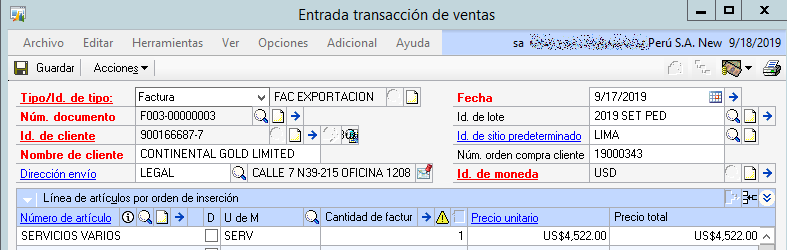 Entrada transacción de ventas
Archivo Editar Herramientas Ver Opciones Adicional Ayuda sa Perú S.A. New 9/18/2019
Guardar Acciones
Tipo/Id. de tipo: Factura FAC EXPORTACION Fecha 9/17/2019
Núm. documento F003-00000003 Id. de lote 2019 SET PED
Id. de cliente 900166687-7 Id. de sitio predeterminado LIMA
Nombre de cliente CONTINENTAL GOLD LIMITED Núm. orden compra cliente 19000343
Dirección envío LEGAL CALLE 7 N39-215 OFICINA 1208 Id. de moneda USD
Línea de artículos por orden de inserción
Número de artículo D U de M Cantidad de factur Precio unitario Precio total
SERVICIOS VARIOS SERV 1 US$4,522.00 US$4,522.00